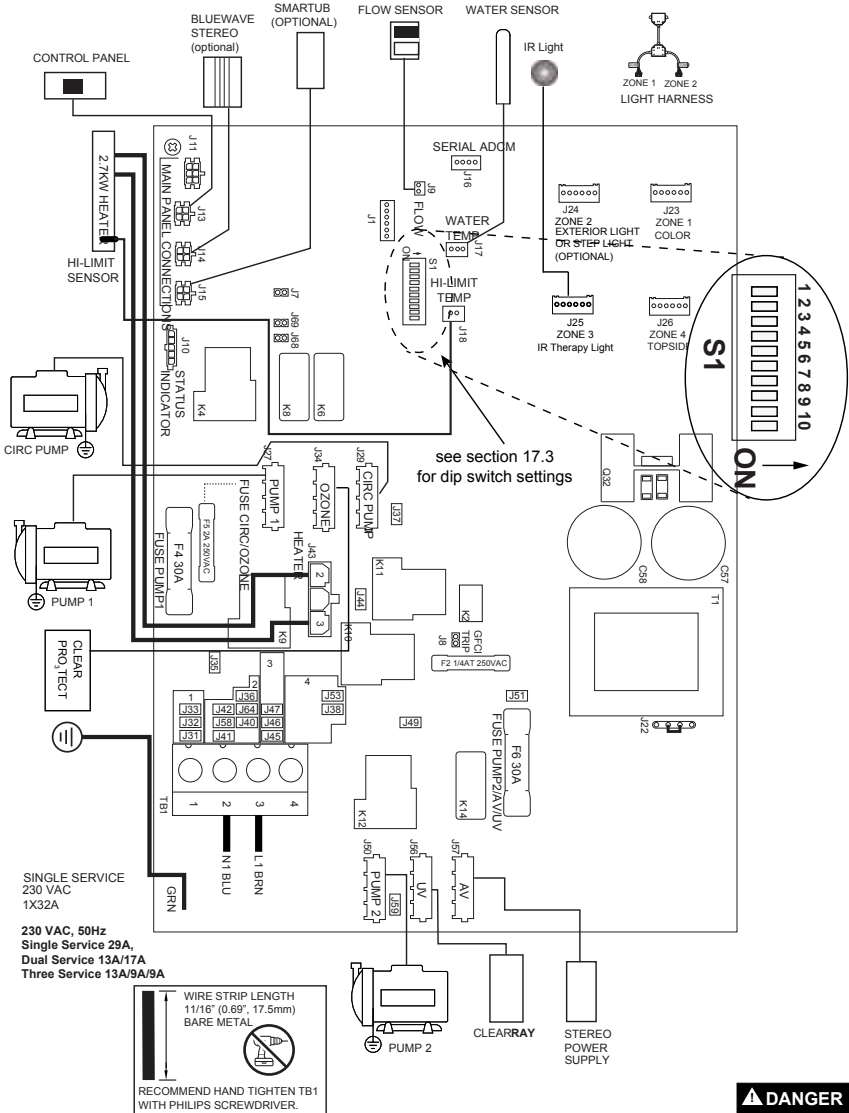 BLUEWAVE
STEREO
(optional)
SMARTUB
(OPTIONAL)
FLOW SENSOR
WATER SENSOR
IR Light
CONTROL PANEL
ZONE 1
ZONE 2
LIGHT HARNESS
2.7KW HEATER
HI-LIMIT
SENSOR
J11
MAIN PANEL CONNECTIONS
J13
J14
J15
J10
STATUS
INDICATOR
J7
J69
J68
K4
K8
K6
SERIAL ADCM
J16
J9
FLOW
J1
WATER
TEMP
J17
S1
ON
HI-LIMIT
TEMP
J18
J24
ZONE 2
EXTERIOR LIGHT
OR STEP LIGHT
(OPTIONAL)
J23
ZONE 1
COLOR
J25
ZONE 3
IR Therapy Light
J26
ZONE 4
TOPSIDE
S1
1 2 3 4 5 6 7 8 9 10
ON
see section 17.3
for dip switch settings
CIRC PUMP
PUMP 1
CLEAR
PRO3TECT
J27
PUMP 1
J34
OZONE
J29
CIRC PUMP
J37
FUSE CIRC/OZONE
F5 2A 250VAC
F4 30A
FUSE PUMP1
HEATER
J43
2
3
K9
K10
K11
J44
K2
J8
GFCI
TRIP
F2 1/4AT 250VAC
Q32
C58
C57
T1
J22
J35
1
J33
J32
J31
2
J36
J42
J64
J58
J40
J41
3
J47
J46
J45
4
J53
J38
J49
J51
F6 30A
FUSE PUMP2/AV/UV
K12
K14
TB1
1
2
3
4
N1 BLU
L1 BRN
GRN
J50
PUMP 2
J59
J56
UV
J57
AV
SINGLE SERVICE
230 VAC
1X32A
230 VAC, 50Hz
Single Service 29A,
Dual Service 13A/17A
Three Service 13A/9A/9A
WIRE STRIP LENGTH
11/16" (0.69", 17.5mm)
BARE METAL
RECOMMEND HAND TIGHTEN TB1
WITH PHILIPS SCREWDRIVER.
PUMP 2
CLEARRAY
STEREO
POWER
SUPPLY
DANGER